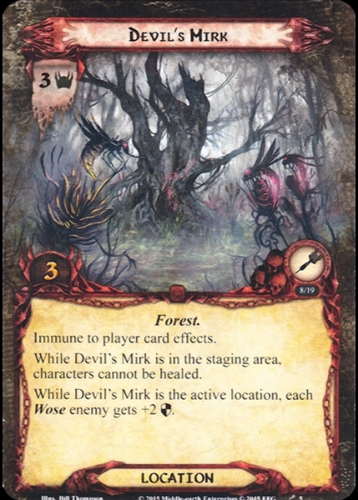 DEVIL'S MIRK
3
3
8/19
Forest.
Immune to player card effects.
While Devil's Mirk is in the staging area,
characters cannot be healed.
While Devil's Mirk is the active location, each
Wose enemy gets +2
LOCATION
Illus. Bill Thompson
© 2015 Middle-earth Enterprises © 2015 FFG
5